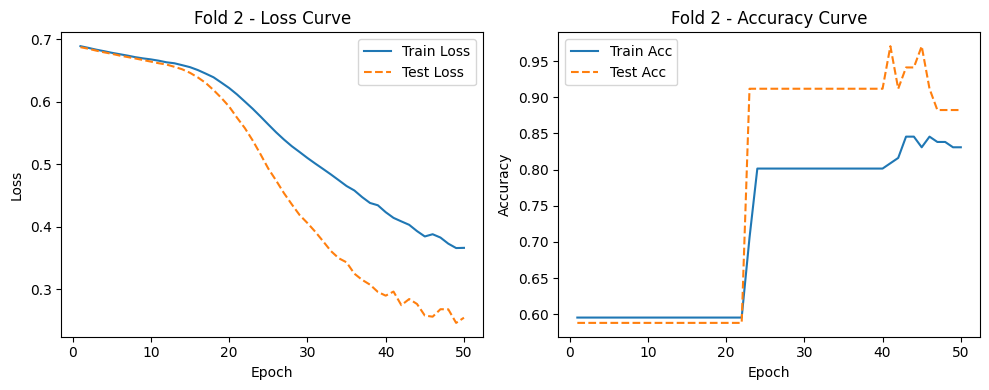 Fold 2 - Loss Curve
0.7
0.6
0.5
0.4
0.3
Loss
Train Loss
Test Loss
0 10 20 30 40 50
Epoch
Fold 2 - Accuracy Curve
0.95
0.90
0.85
0.80
0.75
0.70
0.65
0.60
Accuracy
Train Acc
Test Acc
0 10 20 30 40 50
Epoch